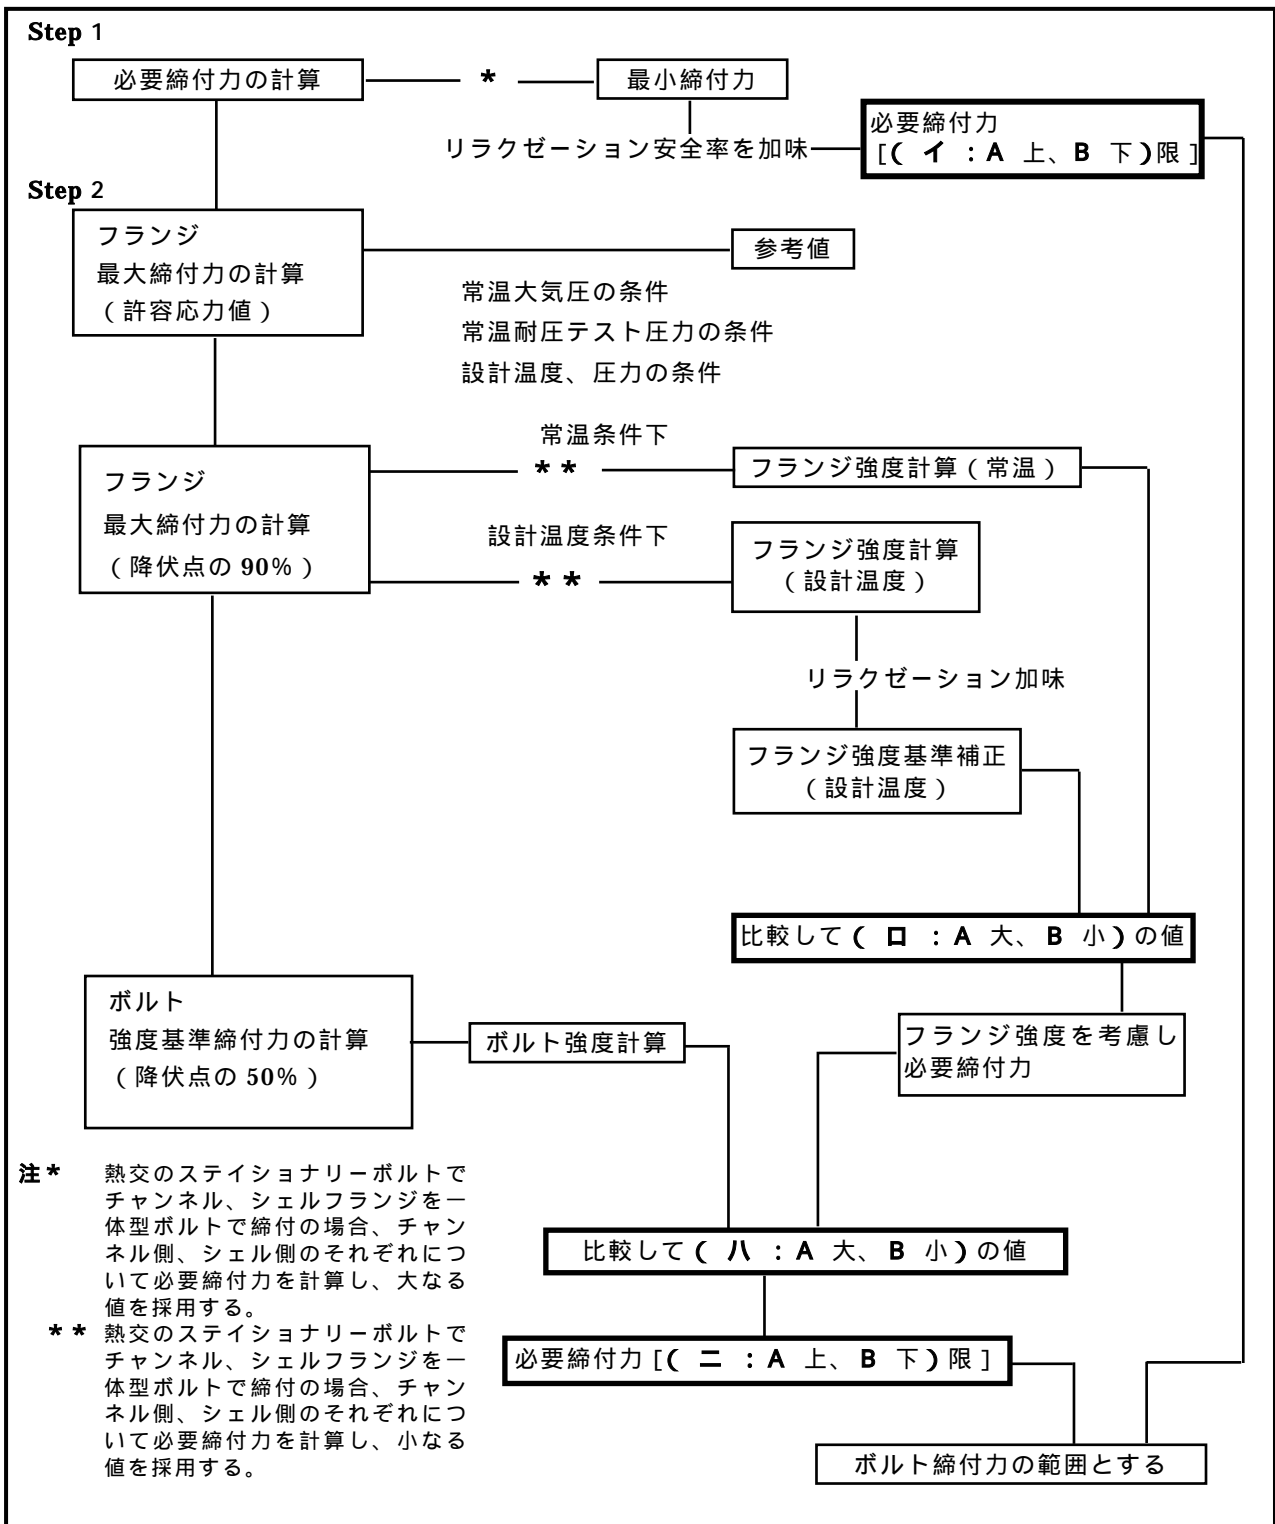 Step 1
必要締付力の計算
*
最小締付力
リラクゼーション安全率を加味
必要締付力
[( イ : A 上、B 下)限]
Step 2
フランジ
最大締付力の計算
(許容応力値)
参考値
常温大気圧の条件
常温耐圧テスト圧力の条件
設計温度、圧力の条件
フランジ
最大締付力の計算
(降伏点の 90%)
常温条件下
**
フランジ強度計算(常温)
設計温度条件下
**
フランジ強度計算
(設計温度)
リラクゼーション加味
フランジ強度基準補正
(設計温度)
比較して( ロ : A 大、B 小)の値
ボルト
強度基準締付力の計算
(降伏点の 50%)
ボルト強度計算
フランジ強度を考慮し
必要締付力
比較して( ハ : A 大、B 小)の値
必要締付力[( ニ : A 上、B 下)限]
ボルト締付力の範囲とする
注* 熱交のステイショナリーボルトで
チャンネル、シェルフランジを一
体型ボルトで締付の場合、チャン
ネル側、シェル側のそれぞれにつ
いて必要締付力を計算し、大なる
値を採用する。
** 熱交のステイショナリーボルトで
チャンネル、シェルフランジを一
体型ボルトで締付の場合、チャン
ネル側、シェル側のそれぞれにつ
いて必要締付力を計算し、小なる
値を採用する。